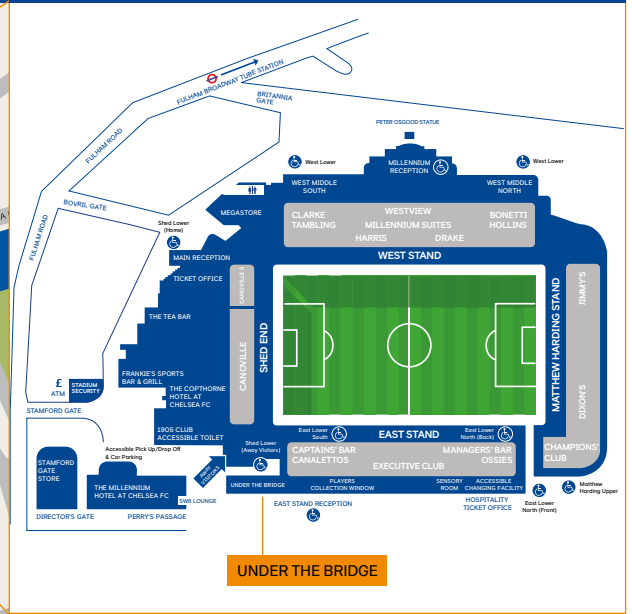 FULHAM BROADWAY TUBE STATION
BRITANNIA
GATE
FULHAM ROAD
PETER OSGOOD STATUE
West Lower
MILLENNIUM
RECEPTION
West Lower
WEST MIDDLE
SOUTH
WEST MIDDLE
NORTH
BOVRIL GATE
FULHAM ROAD
MEGASTORE
Shed Lower
(Home)
CLARKE
TAMBLING
WESTVIEW
MILLENNIUM SUITES
HARRIS
DRAKE
BONETTI
HOLLINS
MAIN RECEPTION
WEST STAND
TICKET OFFICE
CANOVILLE 2
THE TEA BAR
SHED END
CANOVILLE
MATTHEW HARDING STAND
JIMMY'S
DIXON'S
FRANKIE'S SPORTS
BAR & GRILL
THE COPTHORNE
HOTEL AT
CHELSEA FC
£
ATM
STADIUM
SECURITY
STAMFORD GATE
1905 CLUB
ACCESSIBLE TOILET
East Lower
South
EAST STAND
East Lower
North (Back)
Shed Lower
(Away Visitors)
CAPTAINS' BAR
CANALETTOS
MANAGERS' BAR
OSSIES
EXECUTIVE CLUB
CHAMPIONS'
CLUB
Accessible Pick Up/Drop Off
& Car Parking
STAMFORD
GATE
STORE
THE MILLENNIUM
HOTEL AT CHELSEA FC
AWAY
VISITORS
UNDER THE BRIDGE
PLAYERS
COLLECTION WINDOW
SENSORY
ROOM
ACCESSIBLE
CHANGING FACILITY
SW6 LOUNGE
EAST STAND RECEPTION
HOSPITALITY
TICKET OFFICE
East Lower
North (Front)
Matthew
Harding Upper
DIRECTOR'S GATE
PERRY'S PASSAGE
UNDER THE BRIDGE